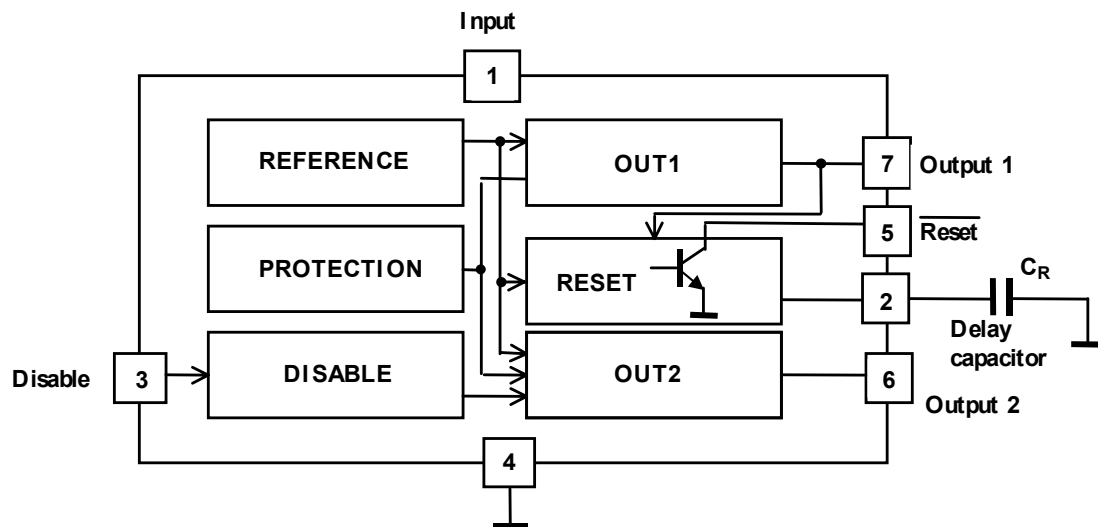 Input
1
REFERENCE
OUT1
7
Output 1
5
Reset
PROTECTION
RESET
2
CR
Delay
capacitor
Disable
3
DISABLE
OUT2
6
Output 2
4